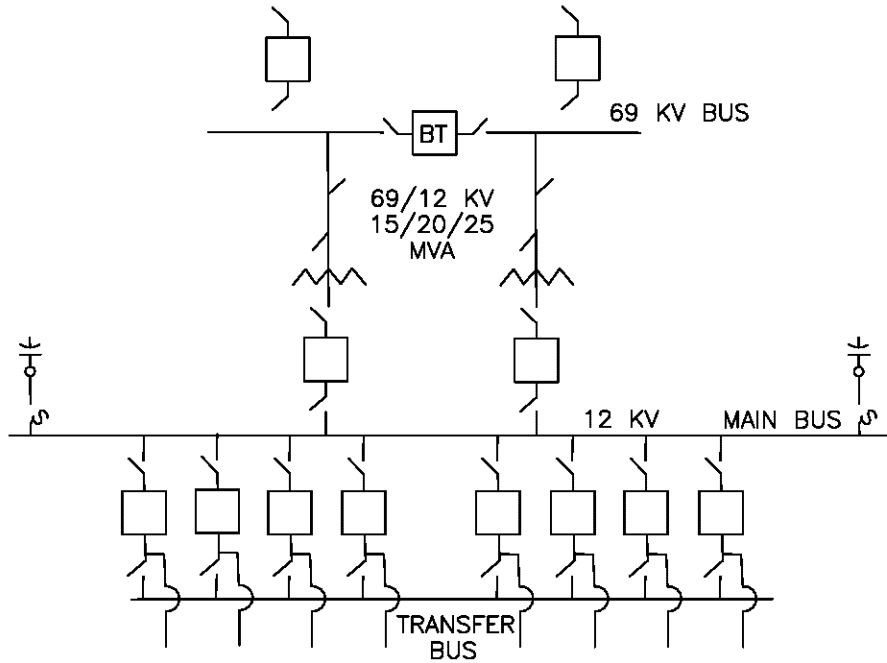 69 KV BUS
BT
69/12 KV
15/20/25
MVA
12 KV
MAIN BUS
TRANSFER
BUS